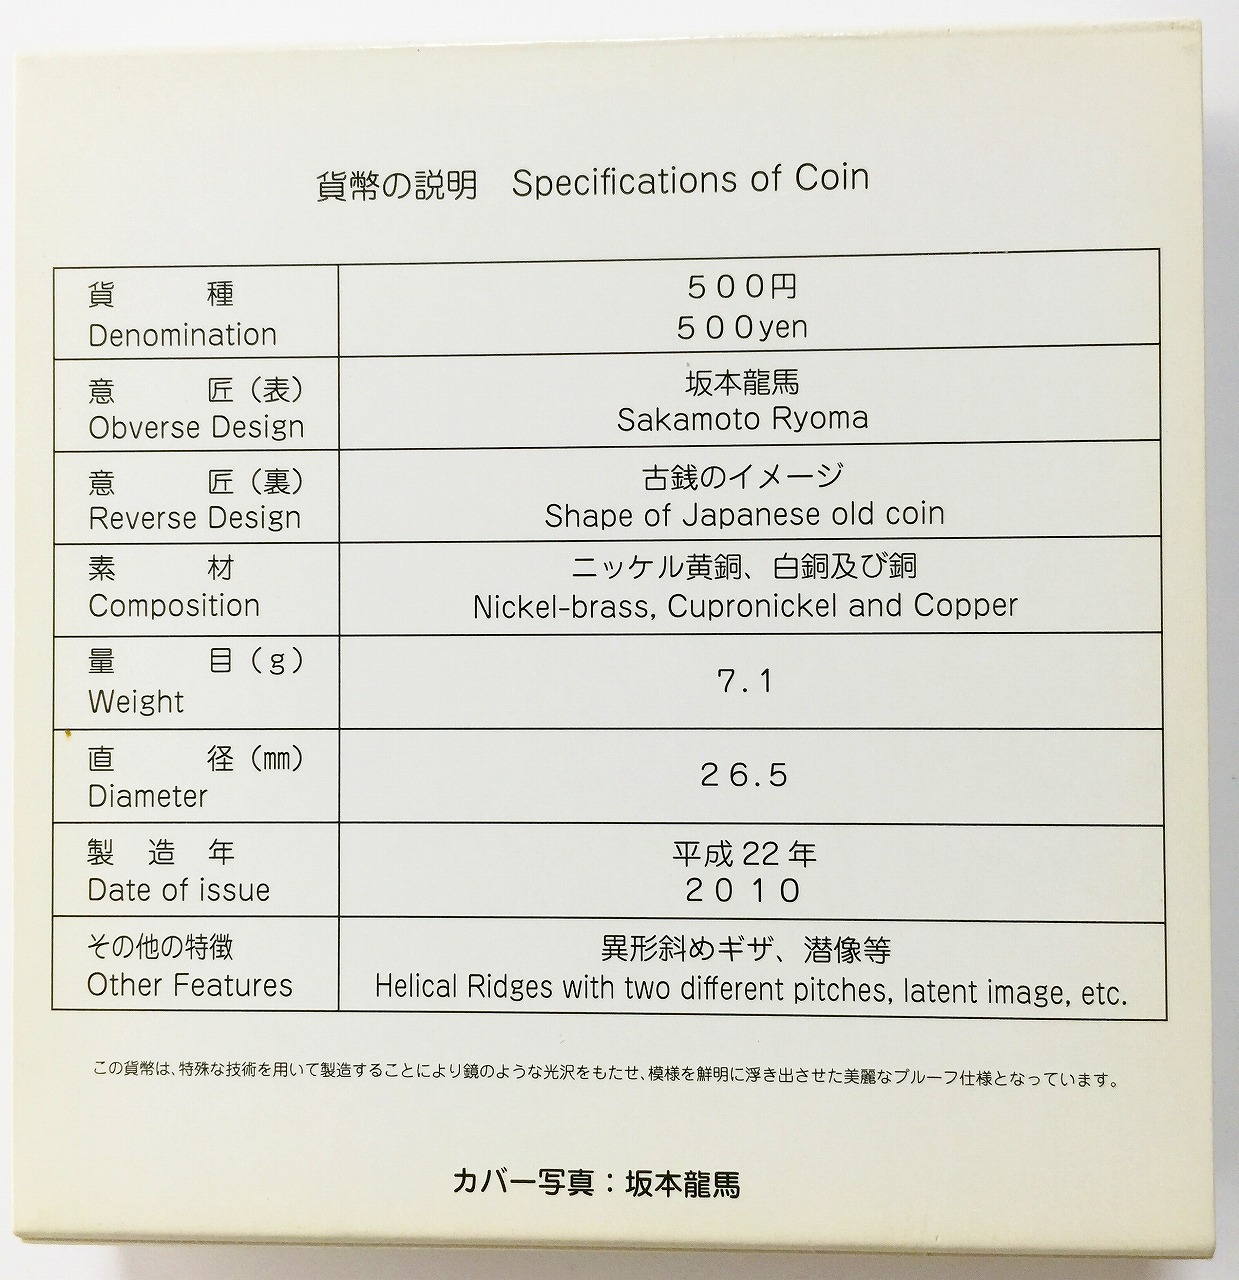 貨幣の説明　Specifications of Coin
貨　　　種
Denomination
５００円
５００yen
意　　　匠（表）
Obverse Design
坂本龍馬
Sakamoto Ryoma
意　　　匠（裏）
Reverse Design
古銭のイメージ
Shape of Japanese old coin
素　　　材
Composition
ニッケル黄銅、白銅及び銅
Nickel-brass, Cupronickel and Copper
量　　　目（ｇ）
Weight
７.１
直　　　径（㎜）
Diameter
２６.５
製　造　年
Date of issue
平成 22 年
２０１０
その他の特徴
Other Features
異形斜めギザ、潜像等
Helical Ridges with two different pitches, latent image, etc.
この貨幣は、特殊な技術を用いて製造することにより鏡のような光沢をもたせ、模様を鮮明に浮き出させた美麗なプルーフ仕様となっています。
カバー写真：坂本龍馬